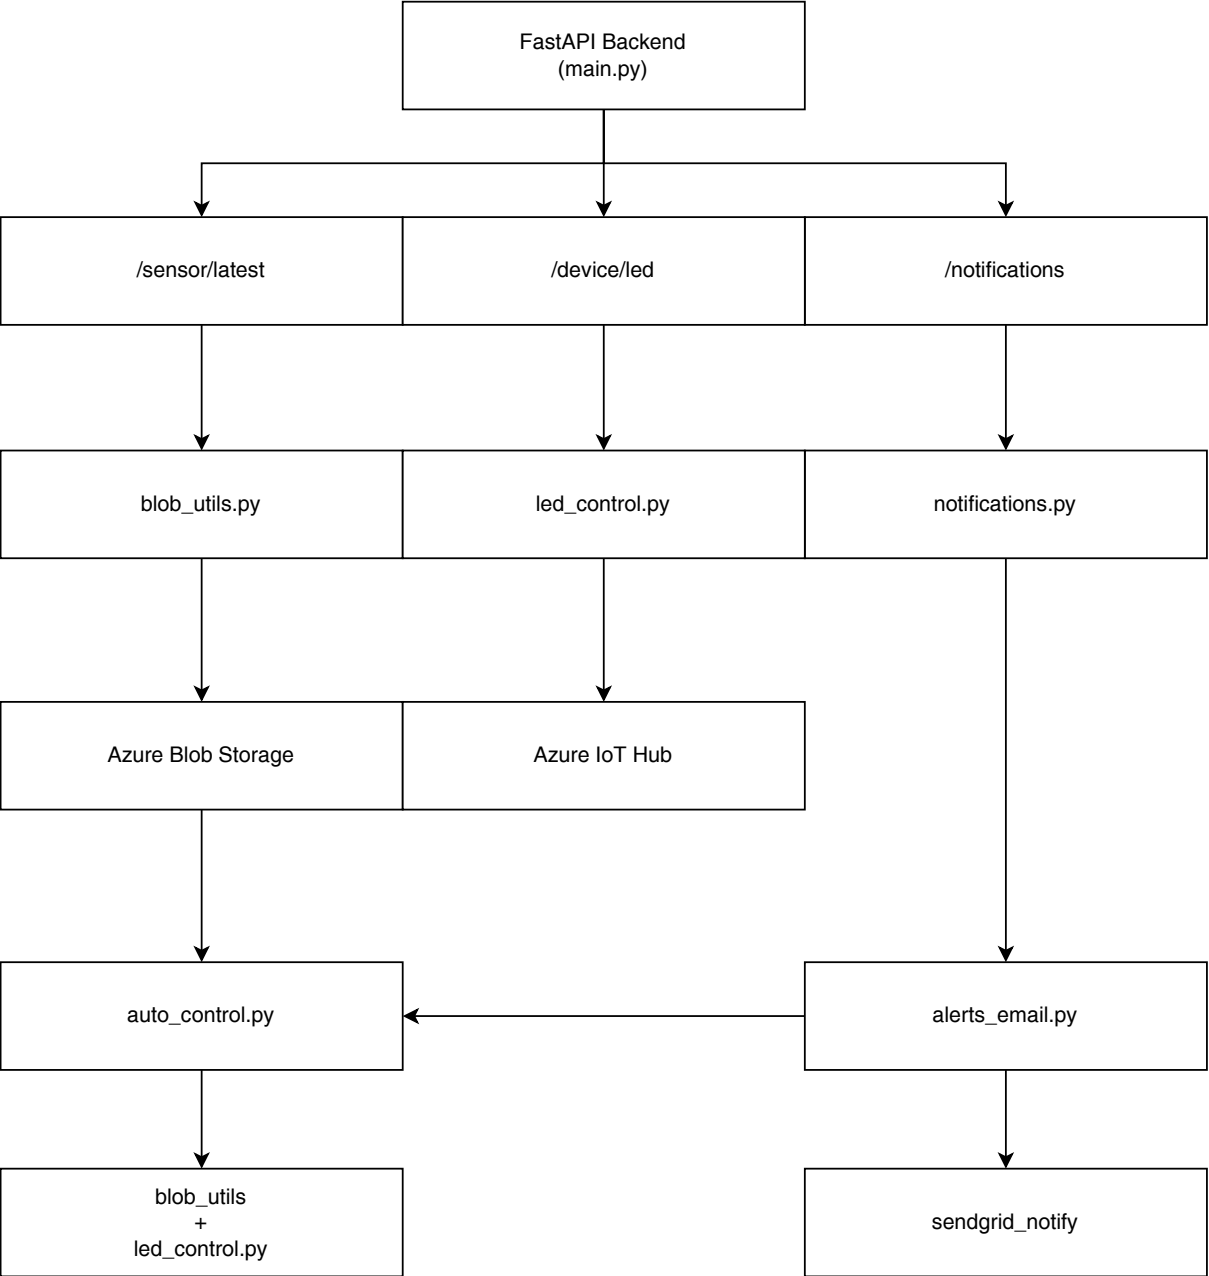 FastAPI Backend
(main.py)
/sensor/latest
/device/led
/notifications
blob_utils.py
led_control.py
notifications.py
Azure Blob Storage
Azure IoT Hub
auto_control.py
alerts_email.py
blob_utils
+
led_control.py
sendgrid_notify